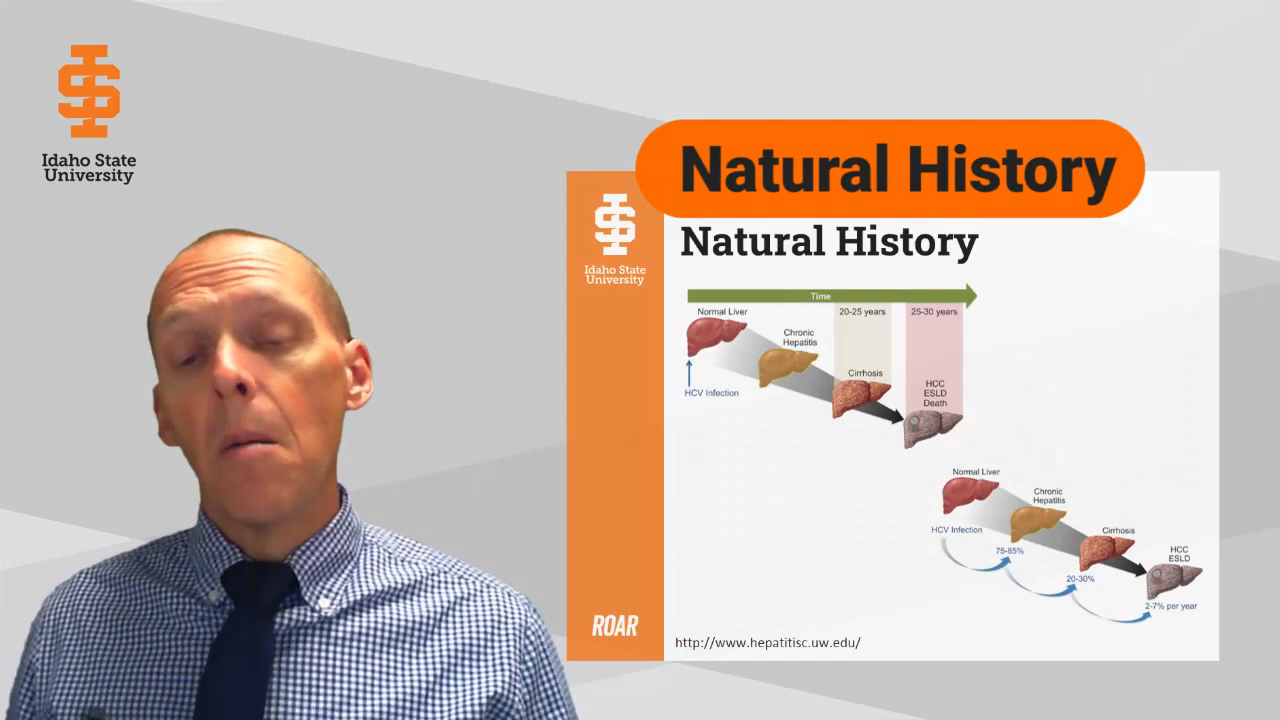 Idaho State
University
Natural History
Idaho State
University
Natural History
Time
Normal Liver
20-25 years
25-30 years
Chronic
Hepatitis
Cirrhosis
HCC
ESLD
Death
HCV Infection
Normal Liver
Chronic
Hepatitis
HCV Infection
Cirrhosis
75-85%
HCC
ESLD
20-30%
2-7% per year
ROAR
http://www.hepatitisc.uw.edu/